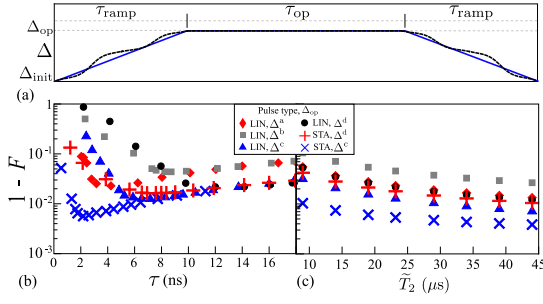 τramp τop τramp
Δop
Δ
Δinit
(a)
Pulse type, Δop
LIN, Δᵃ LIN, Δᵈ
LIN, Δᵇ STA, Δᵈ
LIN, Δᶜ STA, Δᶜ
1
10⁻¹
10⁻²
10⁻³
1 - F
0 2 4 6 8 10 12 14 16
10 15 20 25 30 35 40 45
(b) τ (ns) (c) T̃₂ (μs)